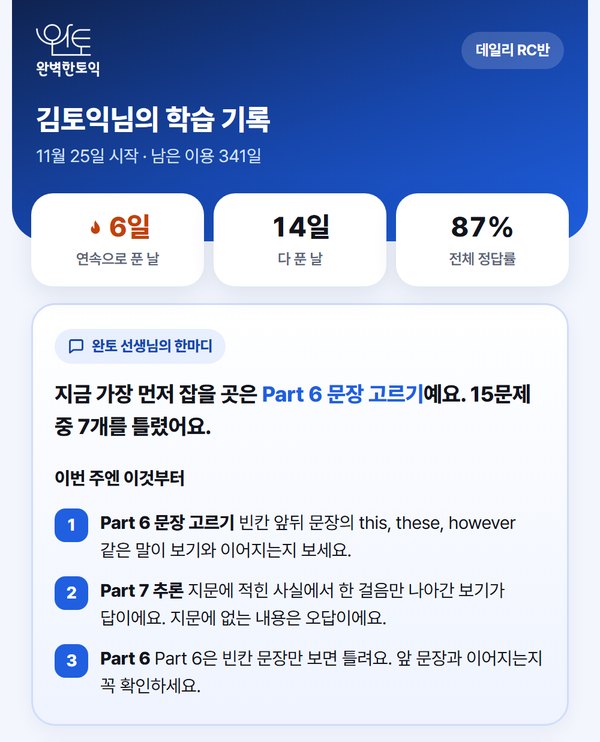 완토
완벽한토익
데일리 RC반
김토익님의 학습 기록
11월 25일 시작 · 남은 이용 341일
6일
연속으로 푼 날
14일
다 푼 날
87%
전체 정답률
완토 선생님의 한마디
지금 가장 먼저 잡을 곳은 Part 6 문장 고르기예요. 15문제
중 7개를 틀렸어요.
이번 주엔 이것부터
1
Part 6 문장 고르기 빈칸 앞뒤 문장의 this, these, however
같은 말이 보기와 이어지는지 보세요.
2
Part 7 추론 지문에 적힌 사실에서 한 걸음만 나아간 보기가
답이에요. 지문에 없는 내용은 오답이에요.
3
Part 6 Part 6은 빈칸 문장만 보면 틀려요. 앞 문장과 이어지는지
꼭 확인하세요.